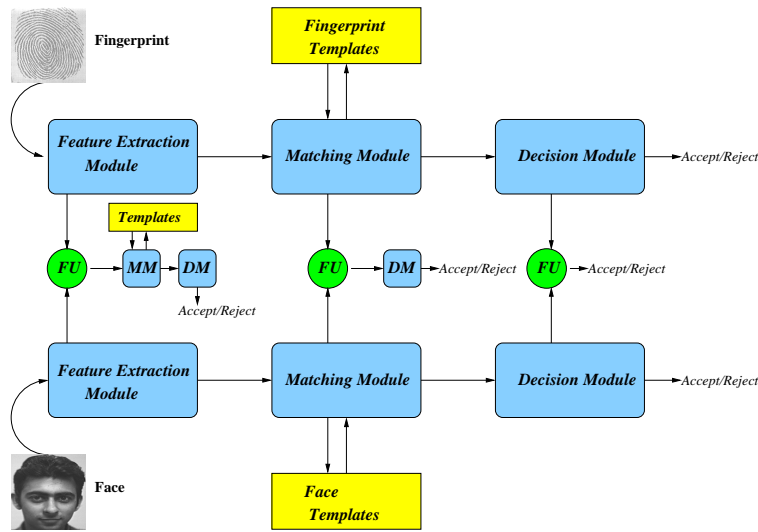 Fingerprint
Fingerprint
Templates
Feature Extraction
Module
Matching Module
Decision Module
Accept/Reject
Templates
FU
MM
DM
Accept/Reject
FU
DM
Accept/Reject
FU
Accept/Reject
Feature Extraction
Module
Matching Module
Decision Module
Accept/Reject
Face
Face
Templates